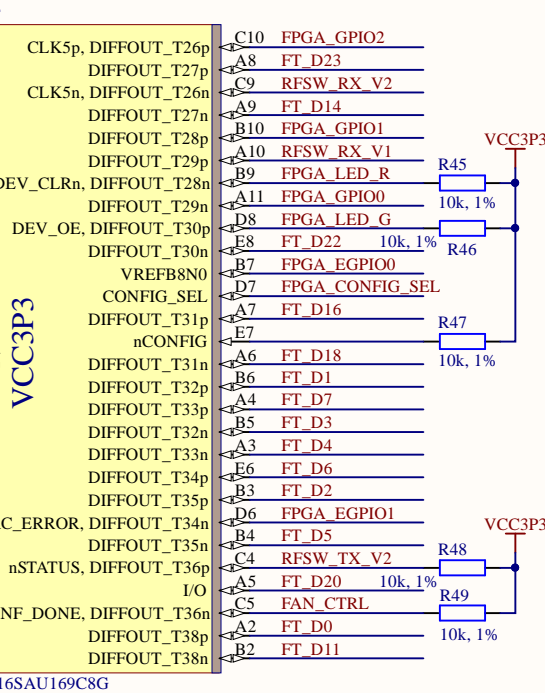 CLK5p, DIFFOUT_T26p C10 FPGA_GPIO2
DIFFOUT_T27p A8 FT_D23
CLK5n, DIFFOUT_T26n C9 RFSW_RX_V2
DIFFOUT_T27n A9 FT_D14
DIFFOUT_T28p B10 FPGA_GPIO1
VCC3P3
DIFFOUT_T29p A10 RFSW_RX_V1
R45
DEV_CLRn, DIFFOUT_T28n B9 FPGA_LED_R
10k, 1%
DIFFOUT_T29n A11 FPGA_GPIO0
DEV_OE, DIFFOUT_T30p D8 FPGA_LED_G
DIFFOUT_T30n E8 FT_D22 10k, 1% R46
VREFB8N0 B7 FPGA_EGPIO0
CONFIG_SEL D7 FPGA_CONFIG_SEL
DIFFOUT_T31p A7 FT_D16
R47
nCONFIG E7
VCC3P3
DIFFOUT_T31n A6 FT_D18 10k, 1%
DIFFOUT_T32p B6 FT_D1
DIFFOUT_T33p A4 FT_D7
DIFFOUT_T32n B5 FT_D3
DIFFOUT_T33n A3 FT_D4
DIFFOUT_T34p E6 FT_D6
DIFFOUT_T35p B3 FT_D2
C_ERROR, DIFFOUT_T34n D6 FPGA_EGPIO1
VCC3P3
DIFFOUT_T35n B4 FT_D5
R48
nSTATUS, DIFFOUT_T36p C4 RFSW_TX_V2
I/O A5 FT_D20 10k, 1%
R49
NF_DONE, DIFFOUT_T36n C5 FAN_CTRL
DIFFOUT_T38p A2 FT_D0 10k, 1%
DIFFOUT_T38n B2 FT_D11
16SAU169C8G